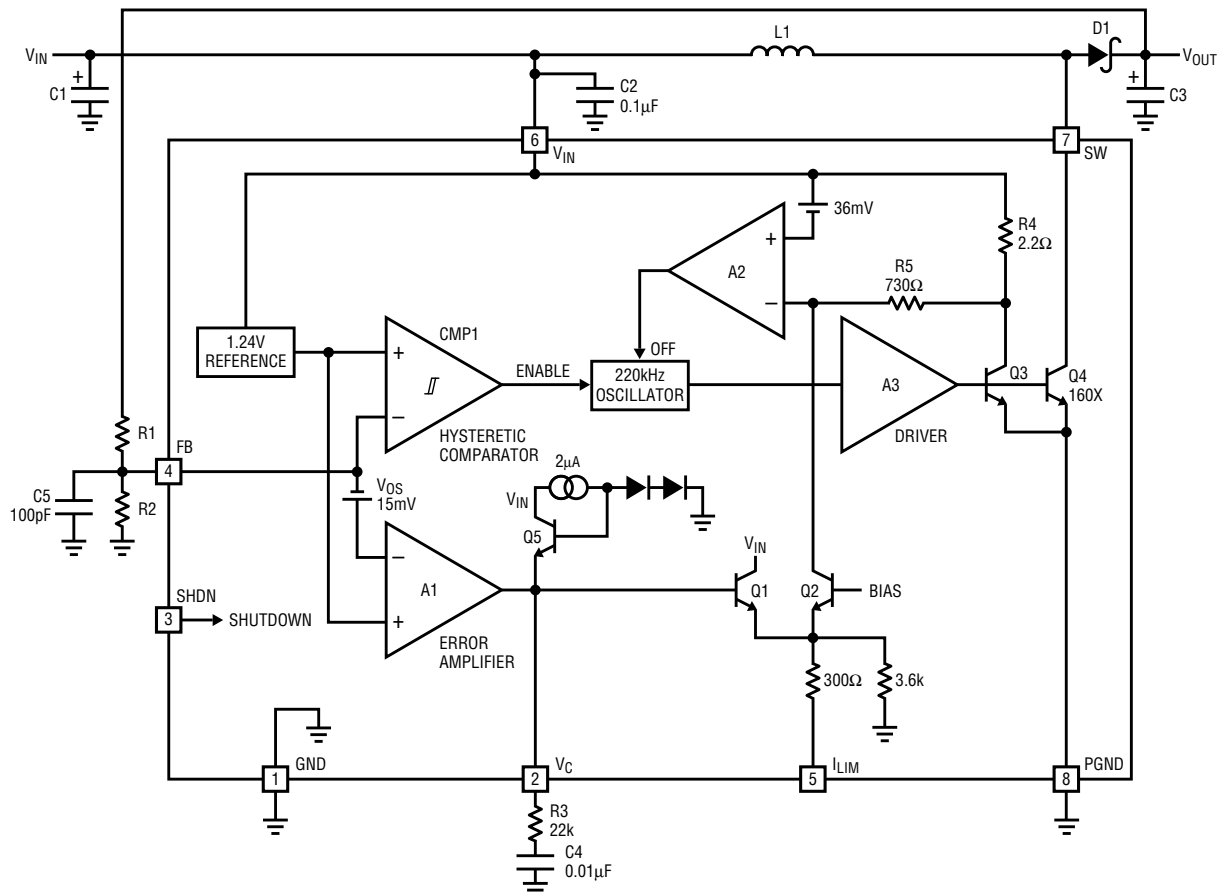 L1
D1
VIN
VOUT
+
C1
C2
0.1µF
+
C3
6
VIN
7
SW
36mV
R4
2.2Ω
+
A2
R5
730Ω
−
1.24V
REFERENCE
CMP1
+
−
HYSTERETIC
COMPARATOR
ENABLE
OFF
220kHz
OSCILLATOR
A3
DRIVER
Q3
Q4
160X
R1
FB
4
C5
100pF
R2
VOS
15mV
2µA
VIN
Q5
−
A1
+
ERROR
AMPLIFIER
VIN
Q1
Q2
BIAS
SHDN
3
SHUTDOWN
300Ω
3.6k
1
GND
2
VC
5
ILIM
8
PGND
R3
22k
C4
0.01µF